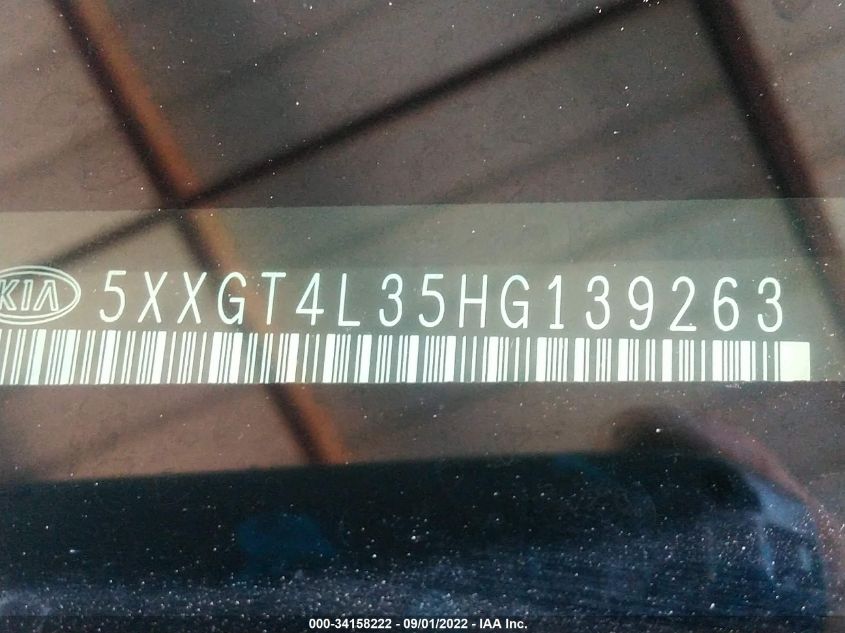 KIA 5XXGT4L35HG139263
000-34158222 - 09/01/2022 - IAA Inc.